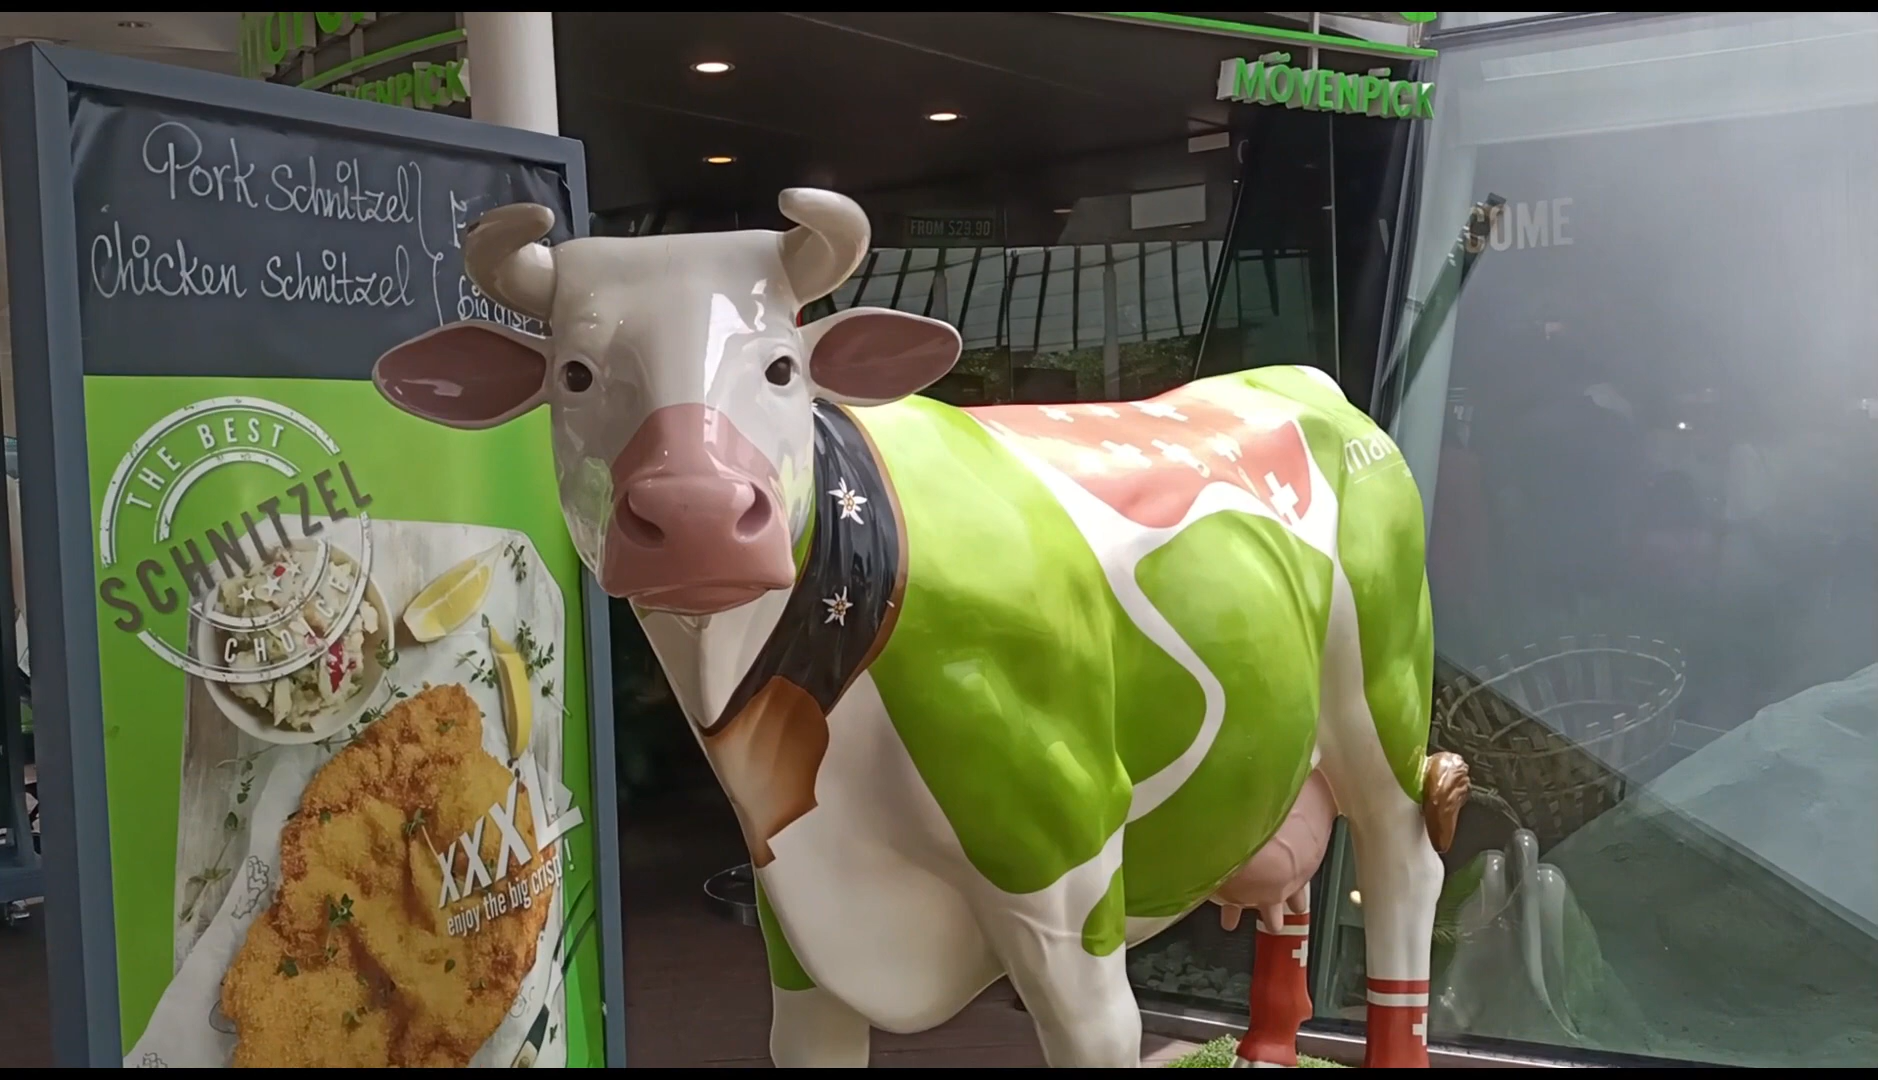 MÖVENPICK
Pork Schnitzel
Chicken Schnitzel
big crisp!
FROM $29.90
COME
THE BEST
SCHNITZEL
CHOICE
XXXL
enjoy the big crisp!